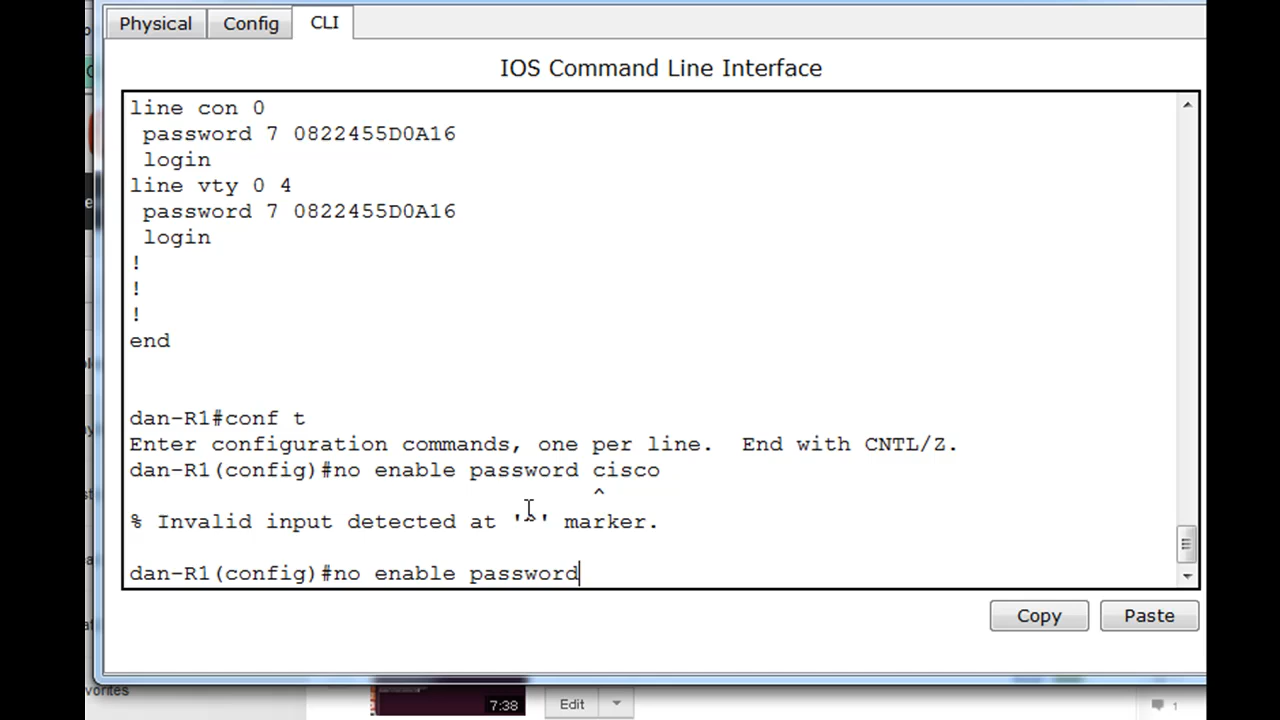 Physical
Config
CLI
IOS Command Line Interface
line con 0
password 7 0822455D0A16
login
line vty 0 4
password 7 0822455D0A16
login
!
!
!
end
dan-R1#conf t
Enter configuration commands, one per line.  End with CNTL/Z.
dan-R1(config)#no enable password cisco
^
% Invalid input detected at '^' marker.
dan-R1(config)#no enable password
Copy
Paste
vorites
7:38
Edit
1